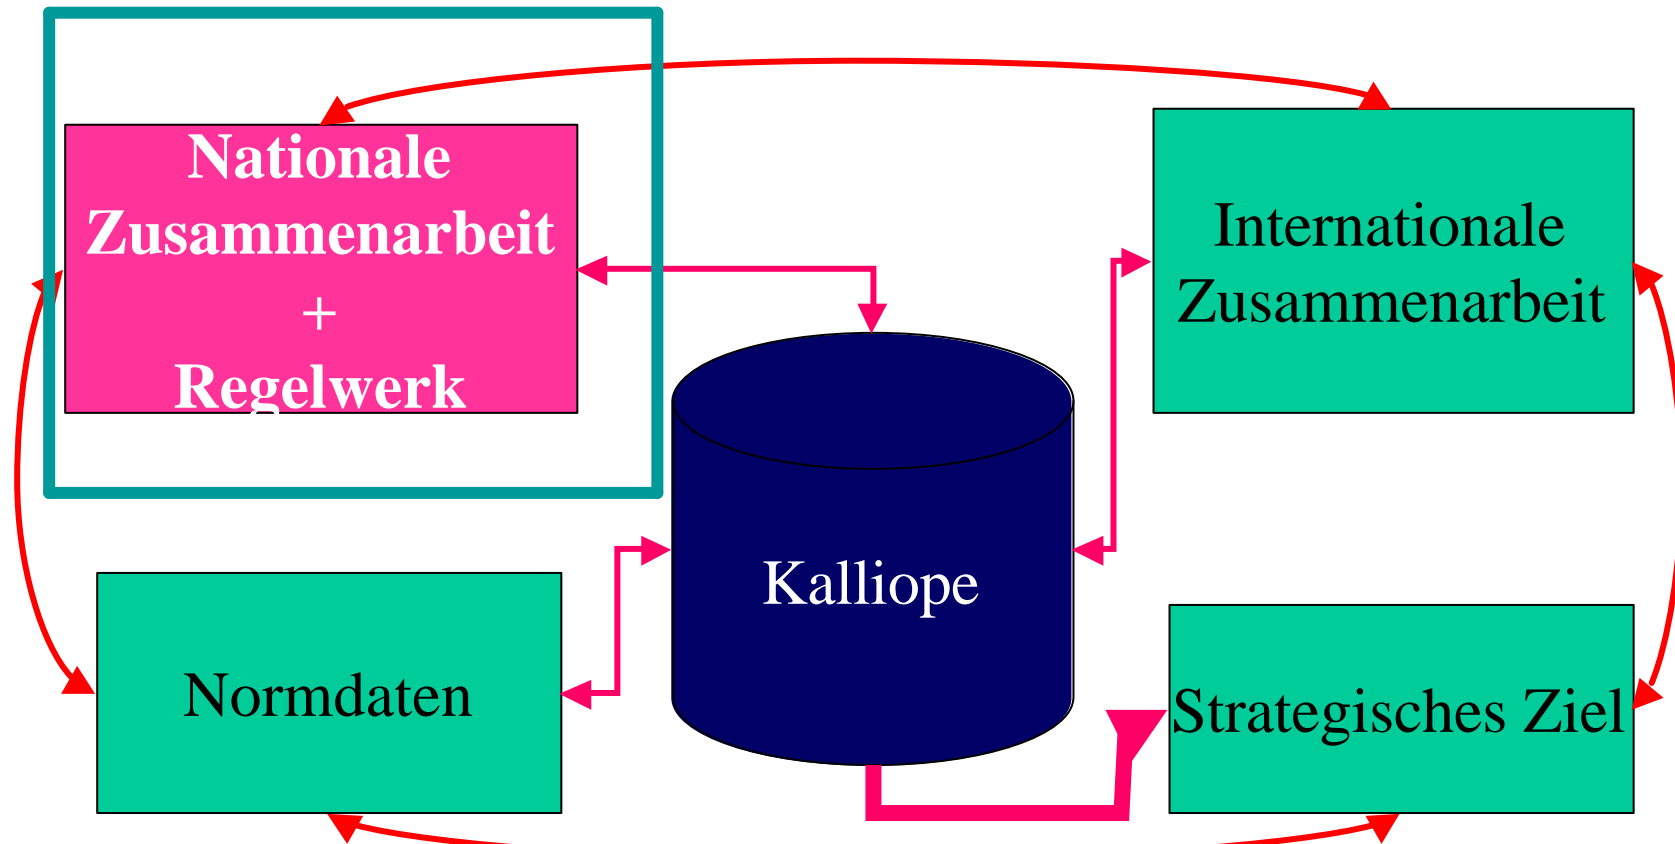 Nationale
Zusammenarbeit
+
Regelwerk
Internationale
Zusammenarbeit
Kalliope
Normdaten
Strategisches Ziel